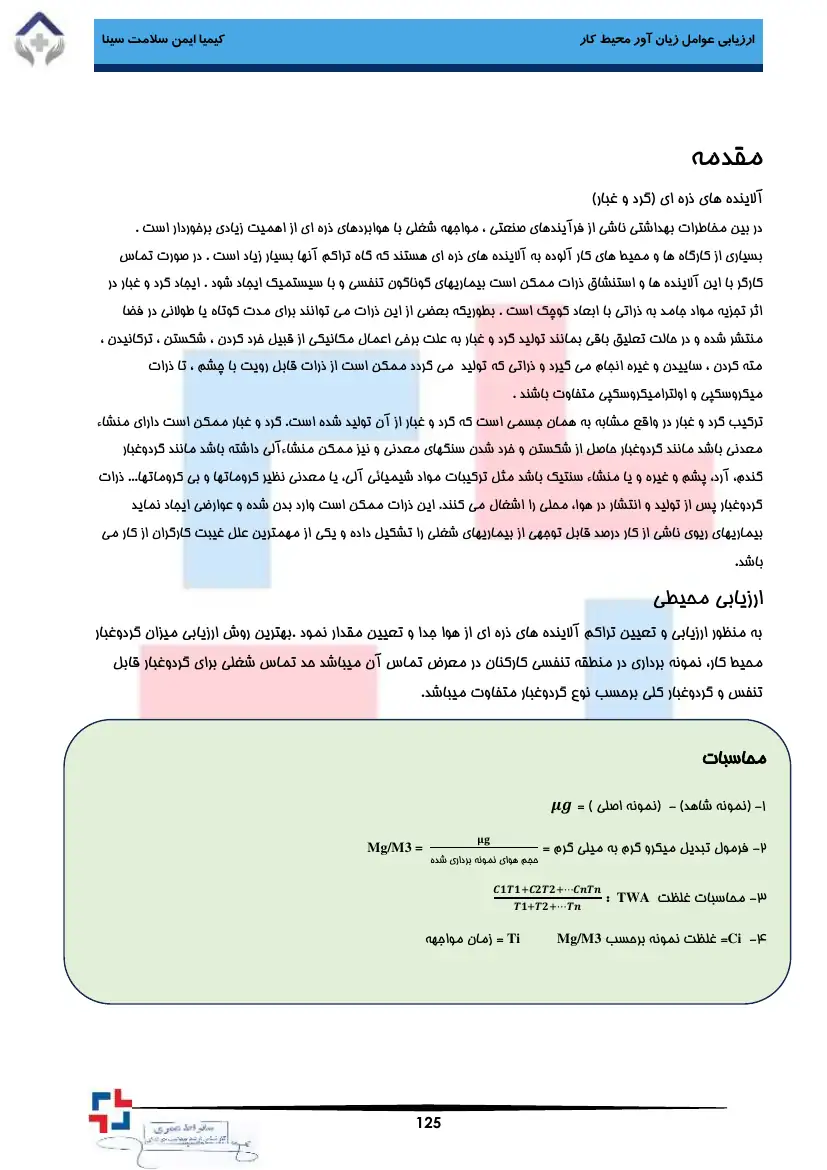 ارزیابی عوامل زیان آور محیط کار
کیمیا ایمن سلامت سینا
مقدمه
آلاینده های ذره ای (گرد و غبار)
در بین مخاطرات بهداشتی ناشی از فرآیندهای صنعتی ، مواجهه شغلی با هوابردهای ذره ای از اهمیت زیادی برخوردار است .
بسیاری از کارگاه ها و محیط های کار آلوده به آلاینده های ذره ای هستند که گاه تراکم آنها بسیار زیاد است . در صورت تماس
کارگر با این آلاینده ها و استنشاق ذرات ممکن است بیماریهای گوناگون تنفسی و با سیستمیک ایجاد شود . ایجاد گرد و غبار در
اثر تجزیه مواد جامد به ذراتی با ابعاد کوچک است . بطوریکه بعضی از این ذرات می توانند برای مدت کوتاه یا طولانی در فضا
منتشر شده و در حالت تعلیق باقی بمانند تولید گرد و غبار به علت برخی اعمال مکانیکی از قبیل خرد کردن ، شکستن ، ترکانیدن ،
مته کردن ، ساییدن و غیره انجام می گیرد و ذراتی که تولید می گردد ممکن است از ذرات قابل رویت با چشم ، تا ذرات
میکروسکپی و اولترامیکروسکپی متفاوت باشند .
ترکیب گرد و غبار در واقع مشابه به همان جسمی است که گرد و غبار از آن تولید شده است. گرد و غبار ممکن است دارای منشاء
معدنی باشد مانند گردوغبار حاصل از شکستن و خرد شدن سنگهای معدنی و نیز ممکن منشاءآلی داشته باشد مانند گردوغبار
گندم، آرد، پشم و غیره و یا منشاء سنتیک باشد مثل ترکیبات مواد شیمیائی آلی، یا معدنی نظیر کروماتها و بی کروماتها... ذرات
گردوغبار پس از تولید و انتشار در هوا، محلی را اشغال می کنند. این ذرات ممکن است وارد بدن شده و عوارضی ایجاد نماید
بیماریهای ریوی ناشی از کار درصد قابل توجهی از بیماریهای شغلی را تشکیل داده و یکی از مهمترین علل غیبت کارگران از کار می
باشد.
ارزیابی محیطی
به منظور ارزیابی و تعیین تراکم آلاینده های ذره ای از هوا جدا و تعیین مقدار نمود .بهترین روش ارزیابی میزان گردوغبار
محیط کار، نمونه برداری در منطقه تنفسی کارکنان در معرض تماس آن میباشد حد تماس شغلی برای گردوغبار قابل
تنفس و گردوغبار کلی برحسب نوع گردوغبار متفاوت میباشد.
محاسبات
۱- (نمونه شاهد) – (نمونه اصلی ) = µg
۲- فرمول تبدیل میکرو گرم به میلی گرم = µg / حجم هوای نمونه برداری شده = Mg/M3
۳- محاسبات غلظت TWA : C1T1+C2T2+⋯CnTn / T1+T2+⋯Tn
۴- Ci= غلظت نمونه برحسب Mg/M3 Ti = زمان مواجهه
125